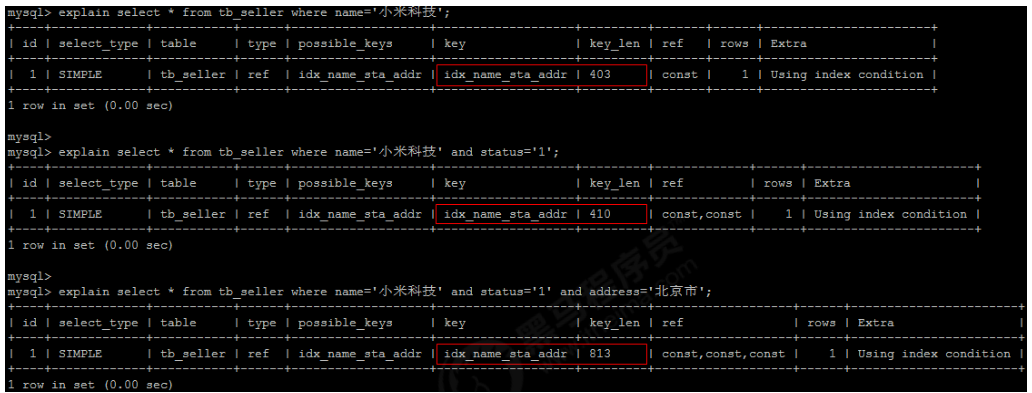 mysql> explain select * from tb_seller where name='小米科技';
+----+-------------+-----------+------+-------------------+-------------------+---------+-------+------+-----------------------+
| id | select_type | table | type | possible_keys | key | key_len | ref | rows | Extra |
| 1 | SIMPLE | tb_seller | ref | idx_name_sta_addr | idx_name_sta_addr | 403 | const | 1 | Using index condition |
1 row in set (0.00 sec)
mysql>
mysql> explain select * from tb_seller where name='小米科技' and status='1';
| id | select_type | table | type | possible_keys | key | key_len | ref | rows | Extra |
| 1 | SIMPLE | tb_seller | ref | idx_name_sta_addr | idx_name_sta_addr | 410 | const,const | 1 | Using index condition |
1 row in set (0.00 sec)
mysql>
mysql> explain select * from tb_seller where name='小米科技' and status='1' and address='北京市';
| id | select_type | table | type | possible_keys | key | key_len | ref | rows | Extra |
| 1 | SIMPLE | tb_seller | ref | idx_name_sta_addr | idx_name_sta_addr | 813 | const,const,const | 1 | Using index condition |
1 row in set (0.00 sec)